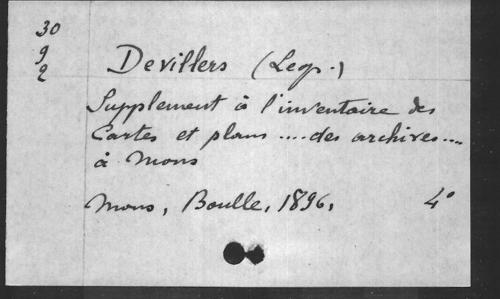 30
9
2
Devillers (Leop.)
Supplement à l'inventaire des
Cartes et plans .... des archives ....
à Mons
Mons, Boulle, 1896, 4°